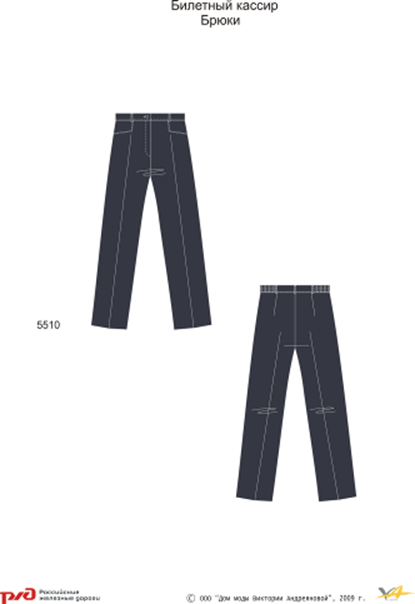 Билетный кассир
Брюки
5510
РЖД Российские
железные дороги
© ООО "Дом моды Виктории Андреяновой", 2009 г.